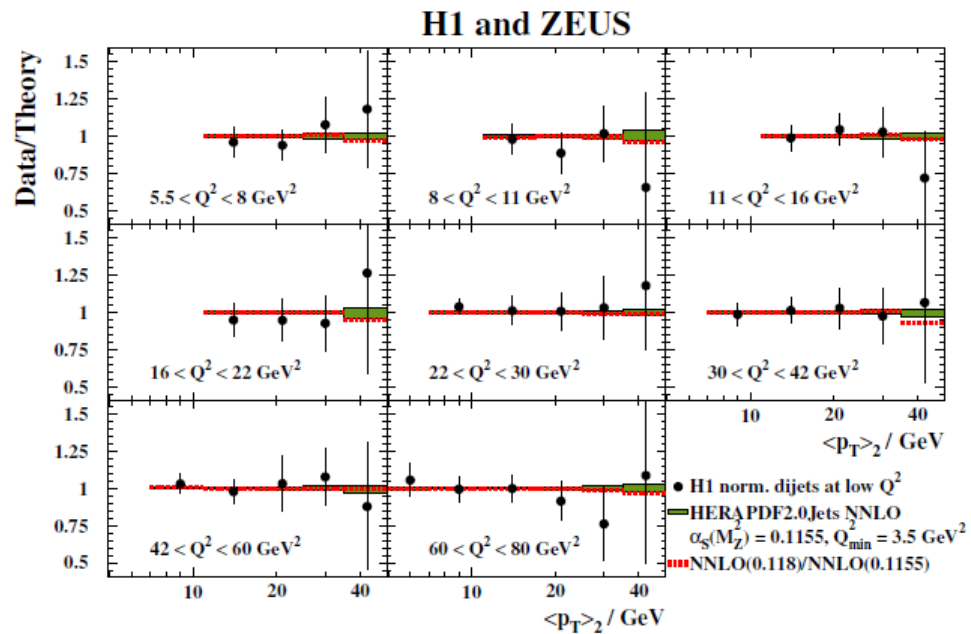 H1 and ZEUS
Data/Theory
1.5
1.25
1
0.75
0.5
5.5 < Q² < 8 GeV²
8 < Q² < 11 GeV²
11 < Q² < 16 GeV²
1.5
1.25
1
0.75
0.5
16 < Q² < 22 GeV²
22 < Q² < 30 GeV²
30 < Q² < 42 GeV²
1.5
1.25
1
0.75
0.5
42 < Q² < 60 GeV²
60 < Q² < 80 GeV²
10 20 40
<p_T>₂ / GeV
10 20 40
10 20 40
<p_T>₂ / GeV
H1 norm. dijets at low Q²
HERAPDF2.0Jets NNLO
α_S(M_Z²) = 0.1155, Q²_min = 3.5 GeV²
NNLO(0.118)/NNLO(0.1155)